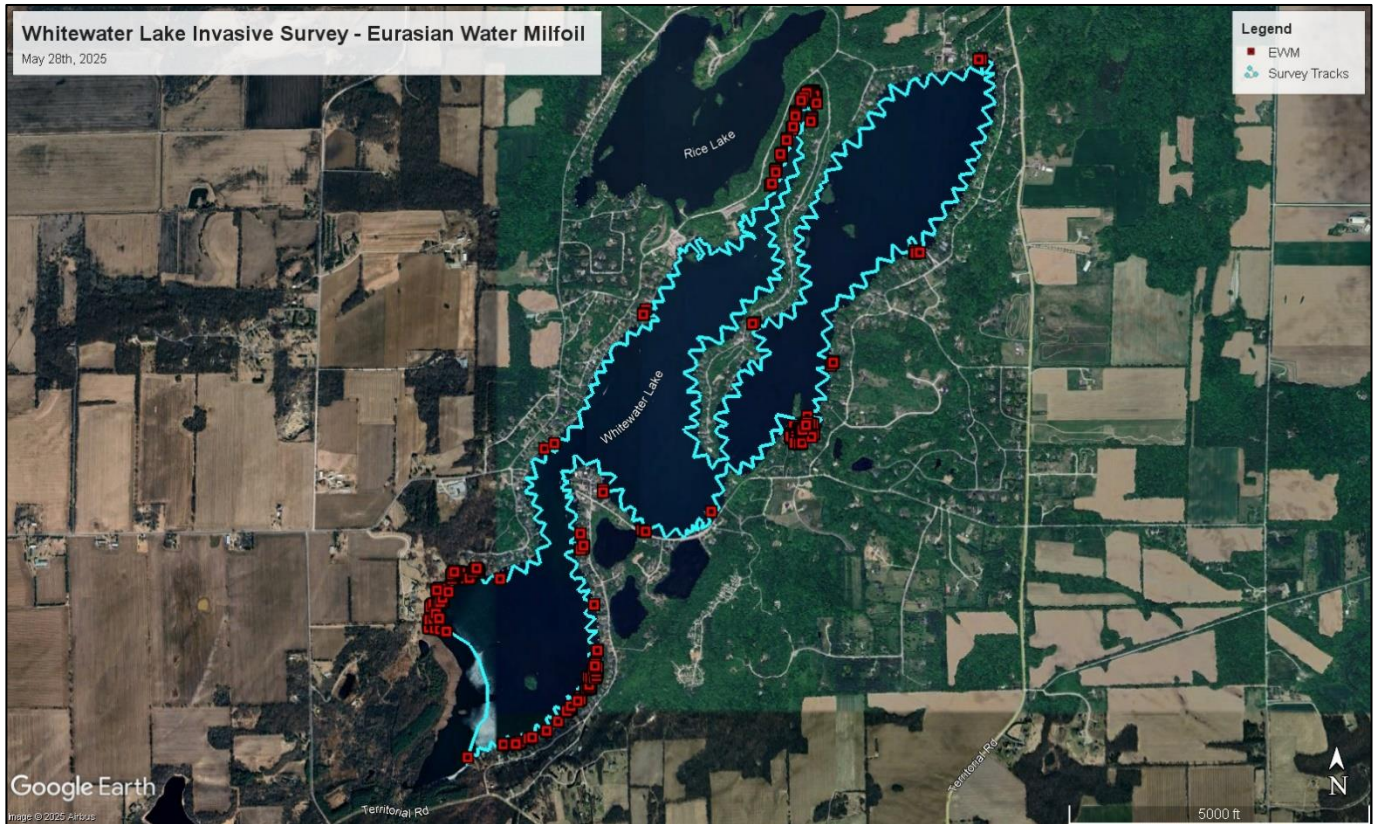 Whitewater Lake Invasive Survey - Eurasian Water Milfoil
May 28th, 2025
Legend
EWM
Survey Tracks
Rice Lake
Whitewater Lake
Territorial Rd
Google Earth
Territorial Rd
N
5000 ft
mage © 2025 Airbus